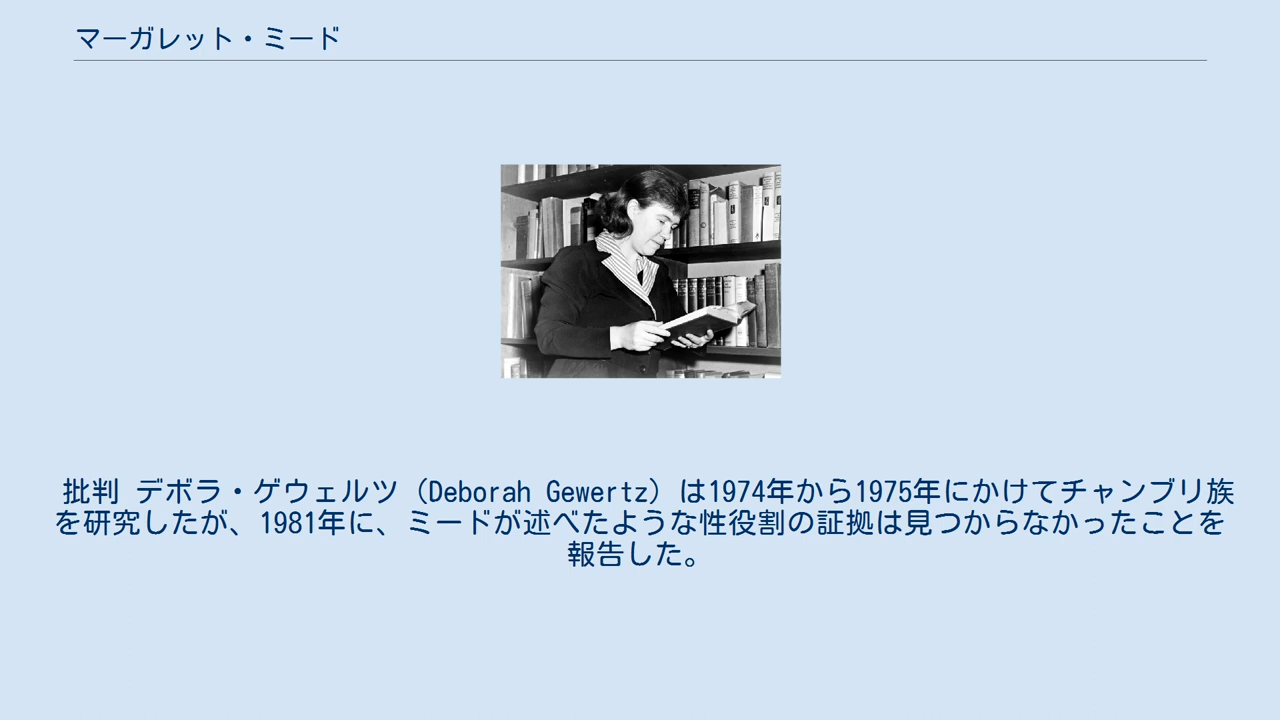 マーガレット・ミード
批判 デボラ・ゲウェルツ（Deborah Gewertz）は1974年から1975年にかけてチャンブリ族
を研究したが、1981年に、ミードが述べたような性役割の証拠は見つからなかったことを
報告した。